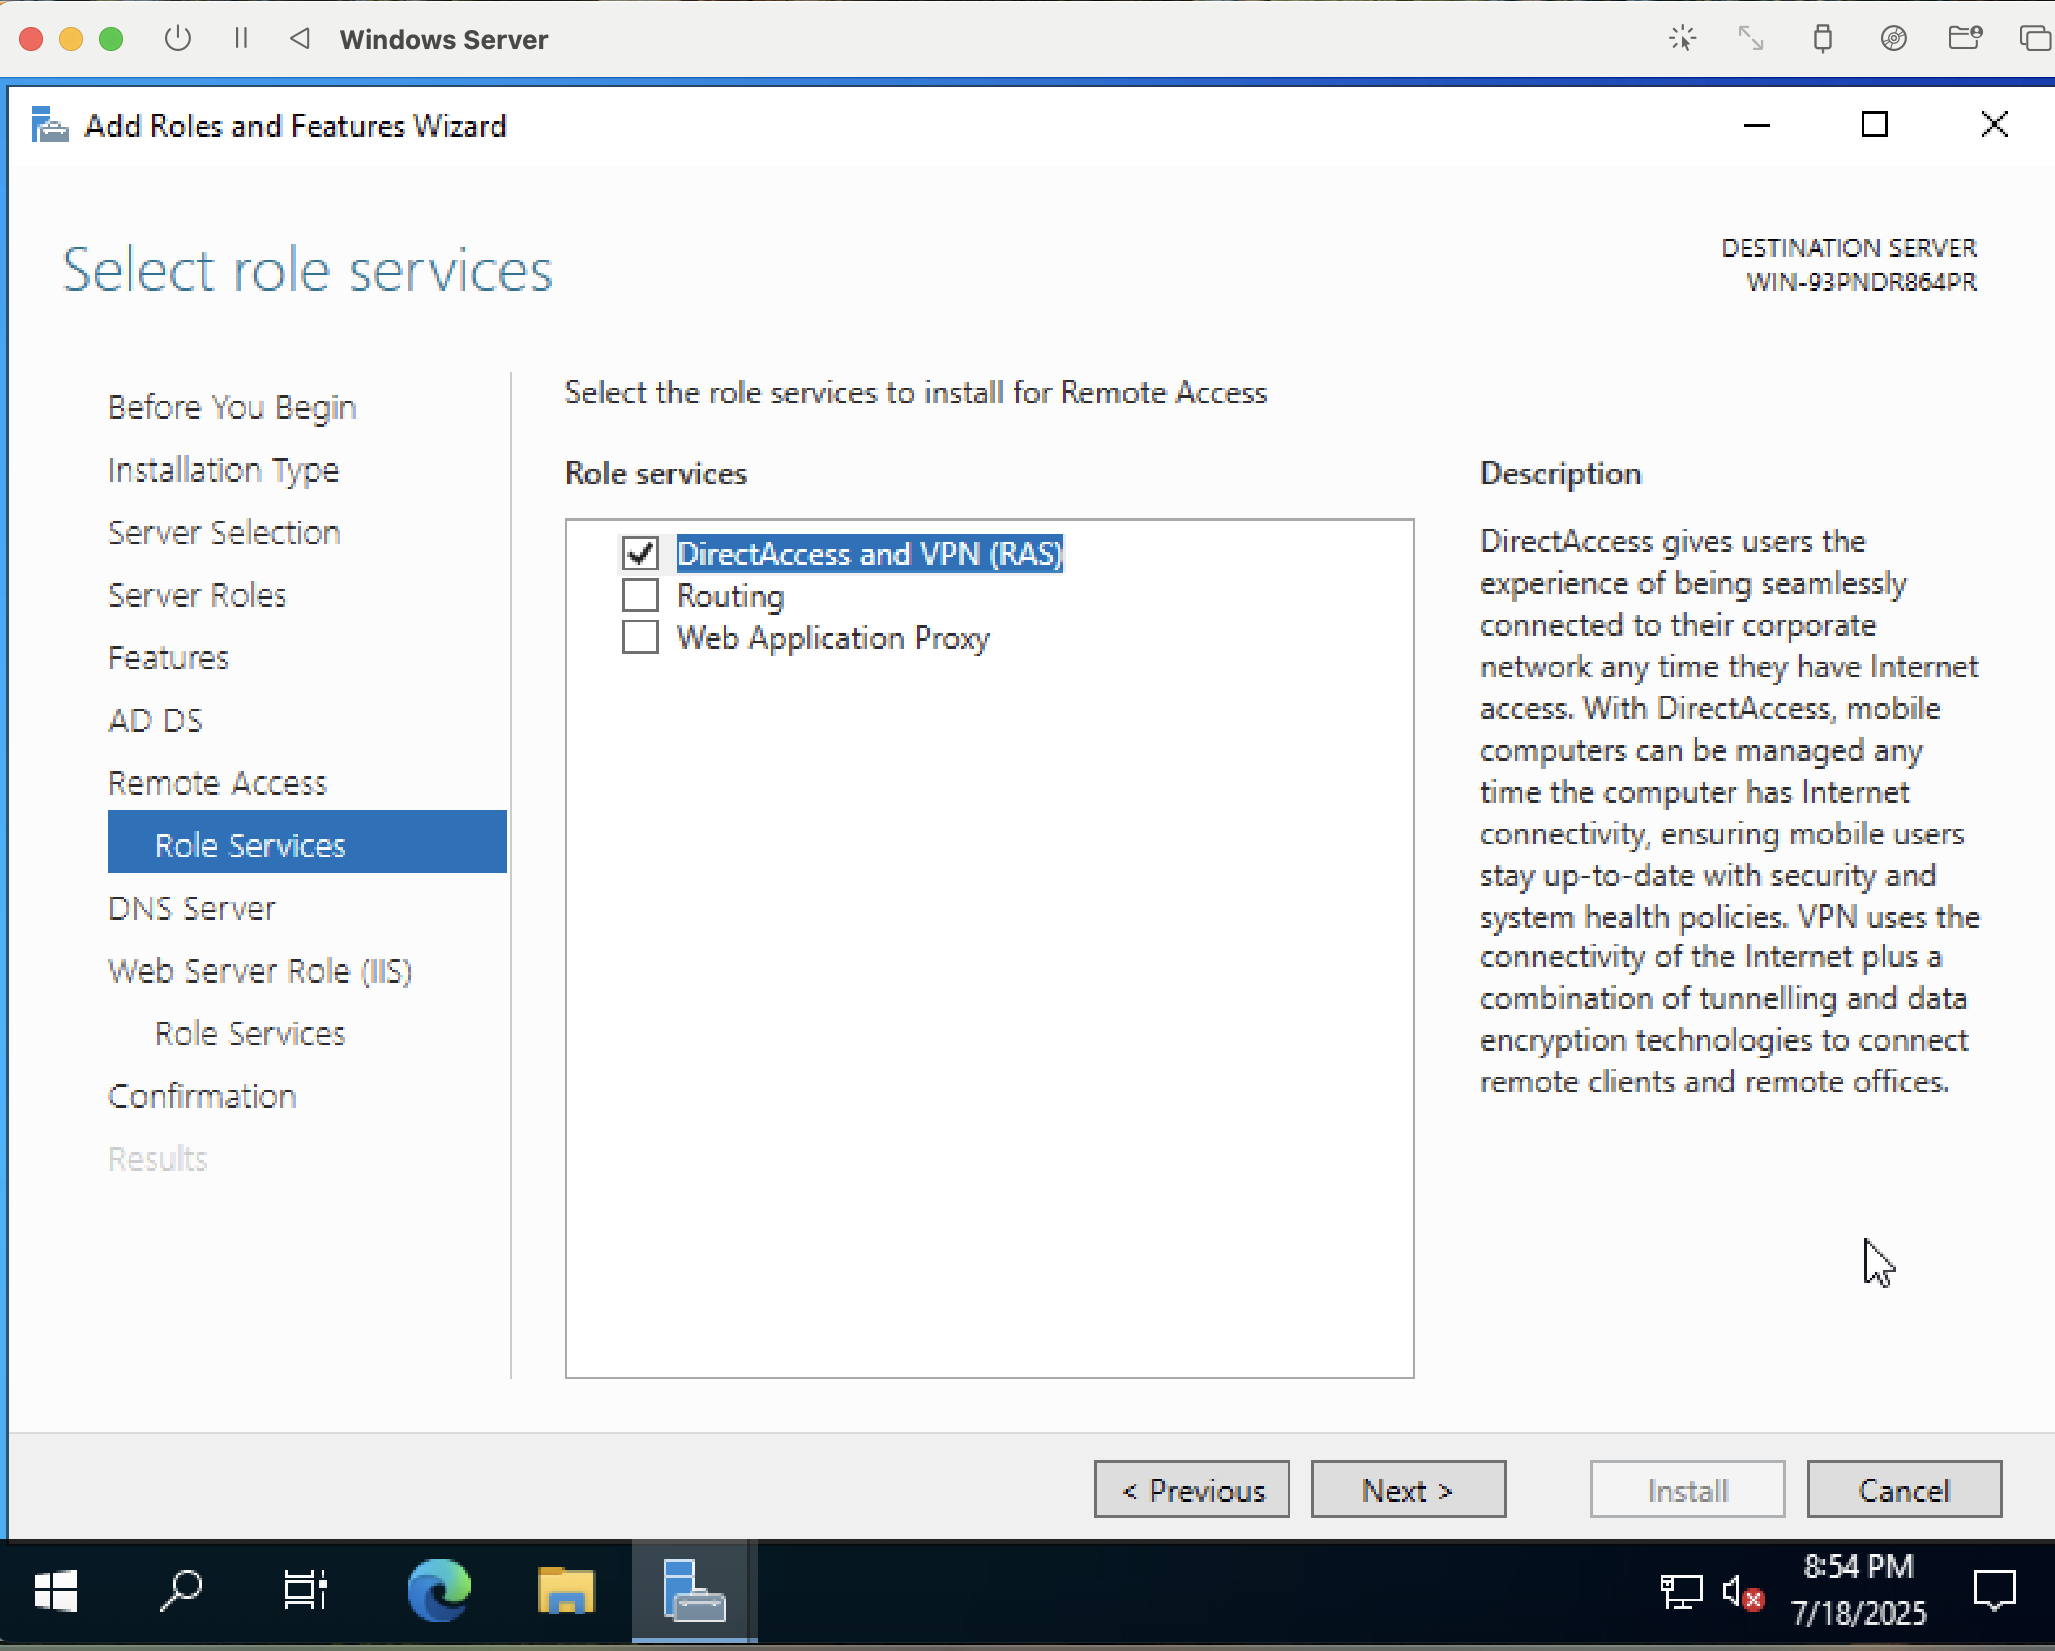 Windows Server
Add Roles and Features Wizard
Select role services
DESTINATION SERVER
WIN-93PNDR864PR
Before You Begin
Installation Type
Server Selection
Server Roles
Features
AD DS
Remote Access
Role Services
DNS Server
Web Server Role (IIS)
Role Services
Confirmation
Results
Select the role services to install for Remote Access
Role services
DirectAccess and VPN (RAS)
Routing
Web Application Proxy
Description
DirectAccess gives users the
experience of being seamlessly
connected to their corporate
network any time they have Internet
access. With DirectAccess, mobile
computers can be managed any
time the computer has Internet
connectivity, ensuring mobile users
stay up-to-date with security and
system health policies. VPN uses the
connectivity of the Internet plus a
combination of tunnelling and data
encryption technologies to connect
remote clients and remote offices.
< Previous
Next >
Install
Cancel
8:54 PM
7/18/2025